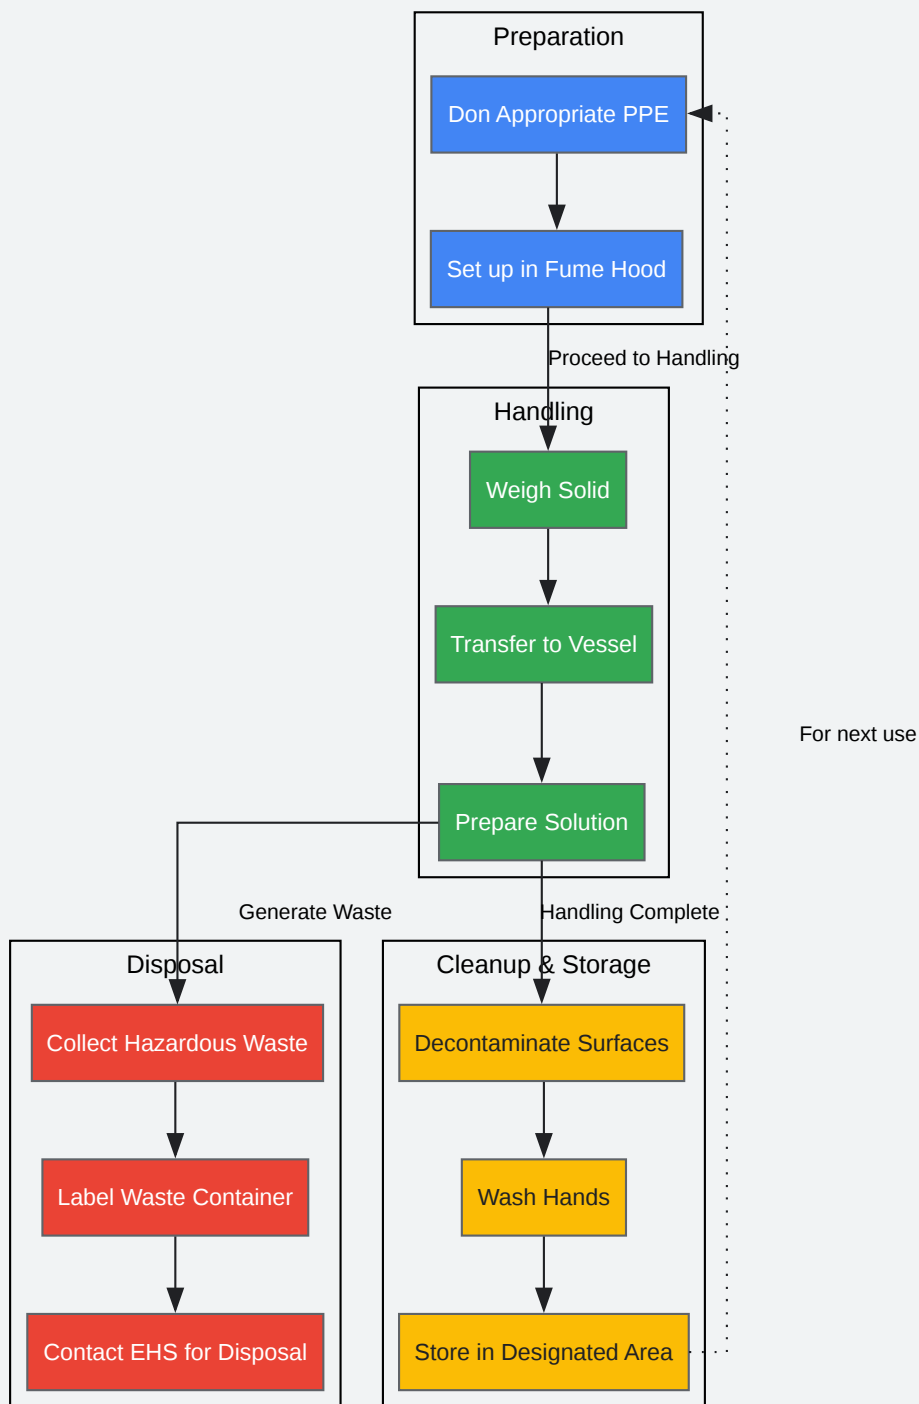 Preparation
Don Appropriate PPE
Set up in Fume Hood
Proceed to Handling
Handling
Weigh Solid
Transfer to Vessel
For next use
Prepare Solution
Generate Waste
Handling Complete
Disposal
Collect Hazardous Waste
Label Waste Container
Contact EHS for Disposal
Cleanup & Storage
Decontaminate Surfaces
Wash Hands
Store in Designated Area